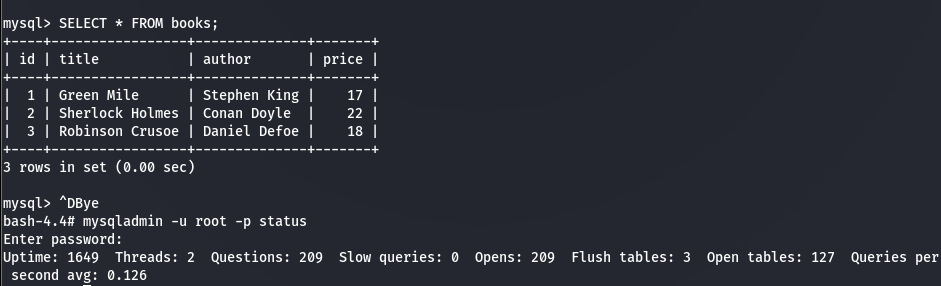 mysql> SELECT * FROM books;
+----+-----------------+--------------+-------+
| id | title           | author       | price |
+----+-----------------+--------------+-------+
|  1 | Green Mile      | Stephen King |    17 |
|  2 | Sherlock Holmes | Conan Doyle  |    22 |
|  3 | Robinson Crusoe | Daniel Defoe |    18 |
+----+-----------------+--------------+-------+
3 rows in set (0.00 sec)
mysql> ^DBye
bash-4.4# mysqladmin -u root -p status
Enter password:
Uptime: 1649  Threads: 2  Questions: 209  Slow queries: 0  Opens: 209  Flush tables: 3  Open tables: 127  Queries per
 second avg: 0.126